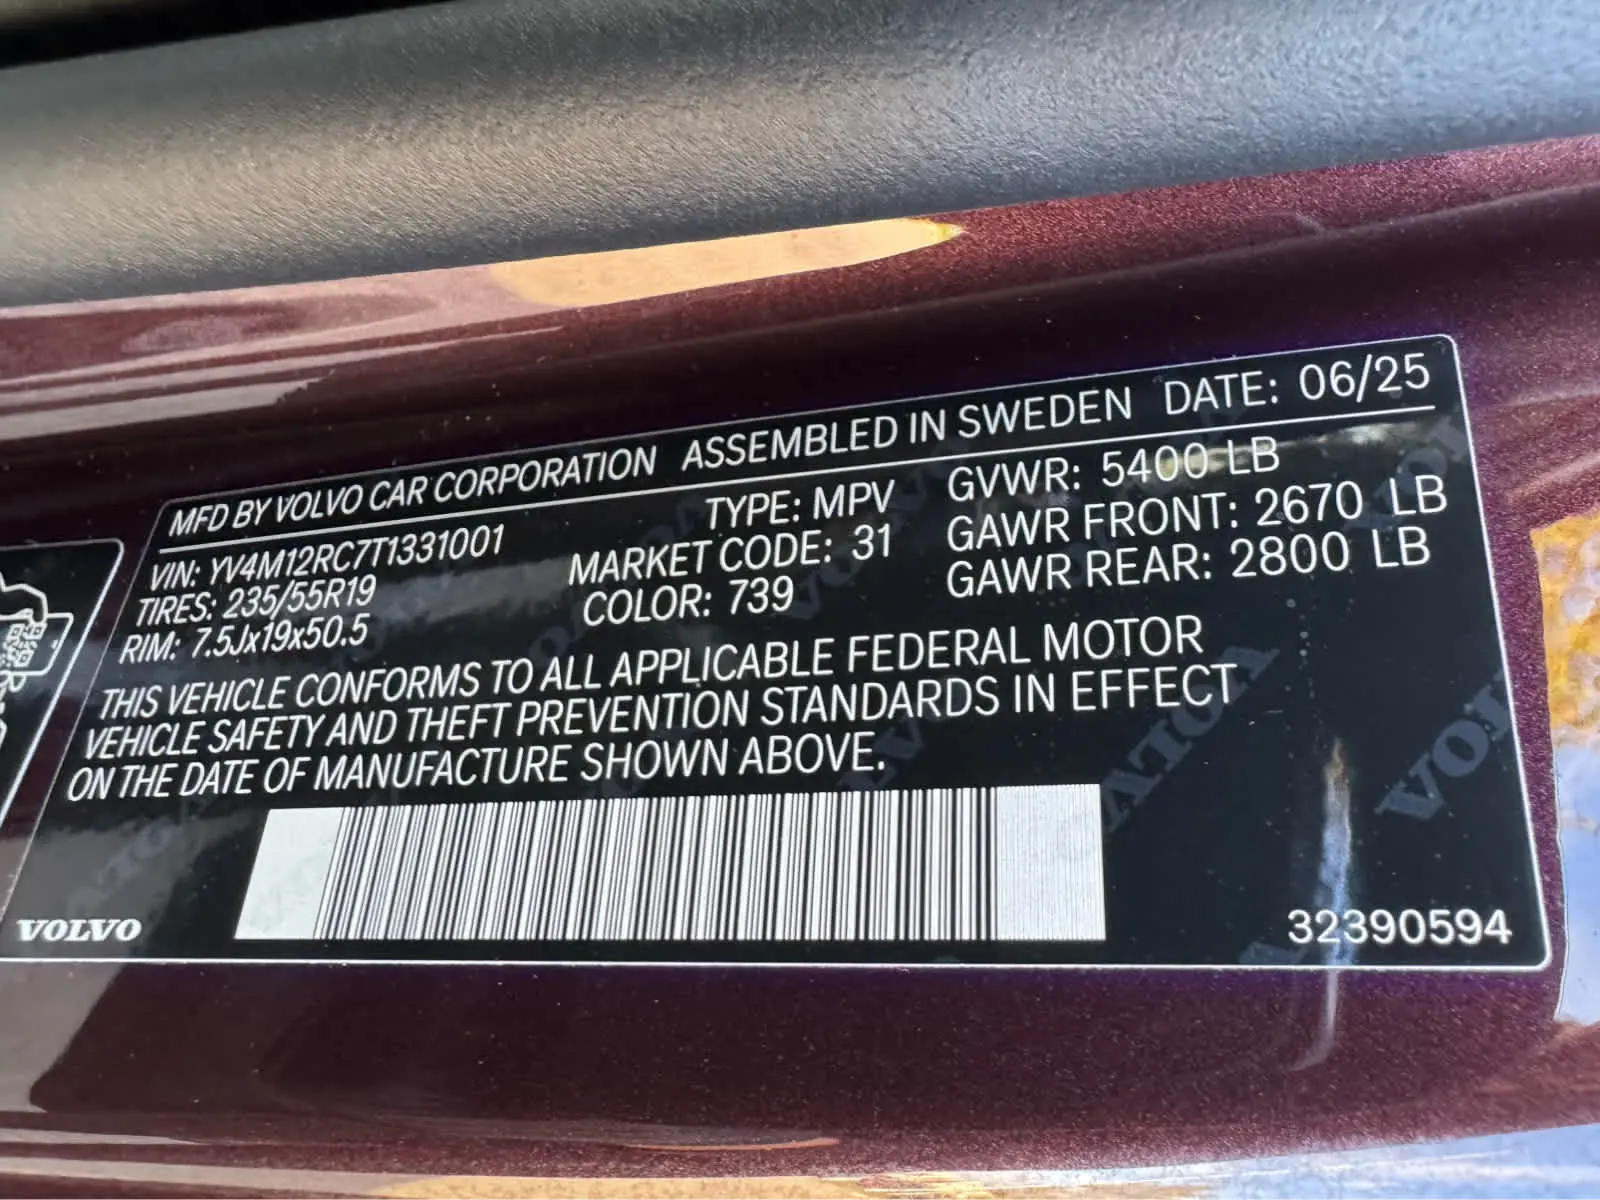 MFD BY VOLVO CAR CORPORATION ASSEMBLED IN SWEDEN DATE: 06/25
VIN: YV4M12RC7T1331001 TYPE: MPV GVWR: 5400 LB
TIRES: 235/55R19 MARKET CODE: 31 GAWR FRONT: 2670 LB
RIM: 7.5Jx19x50.5 COLOR: 739 GAWR REAR: 2800 LB
THIS VEHICLE CONFORMS TO ALL APPLICABLE FEDERAL MOTOR
VEHICLE SAFETY AND THEFT PREVENTION STANDARDS IN EFFECT
ON THE DATE OF MANUFACTURE SHOWN ABOVE.
VOLVO 32390594